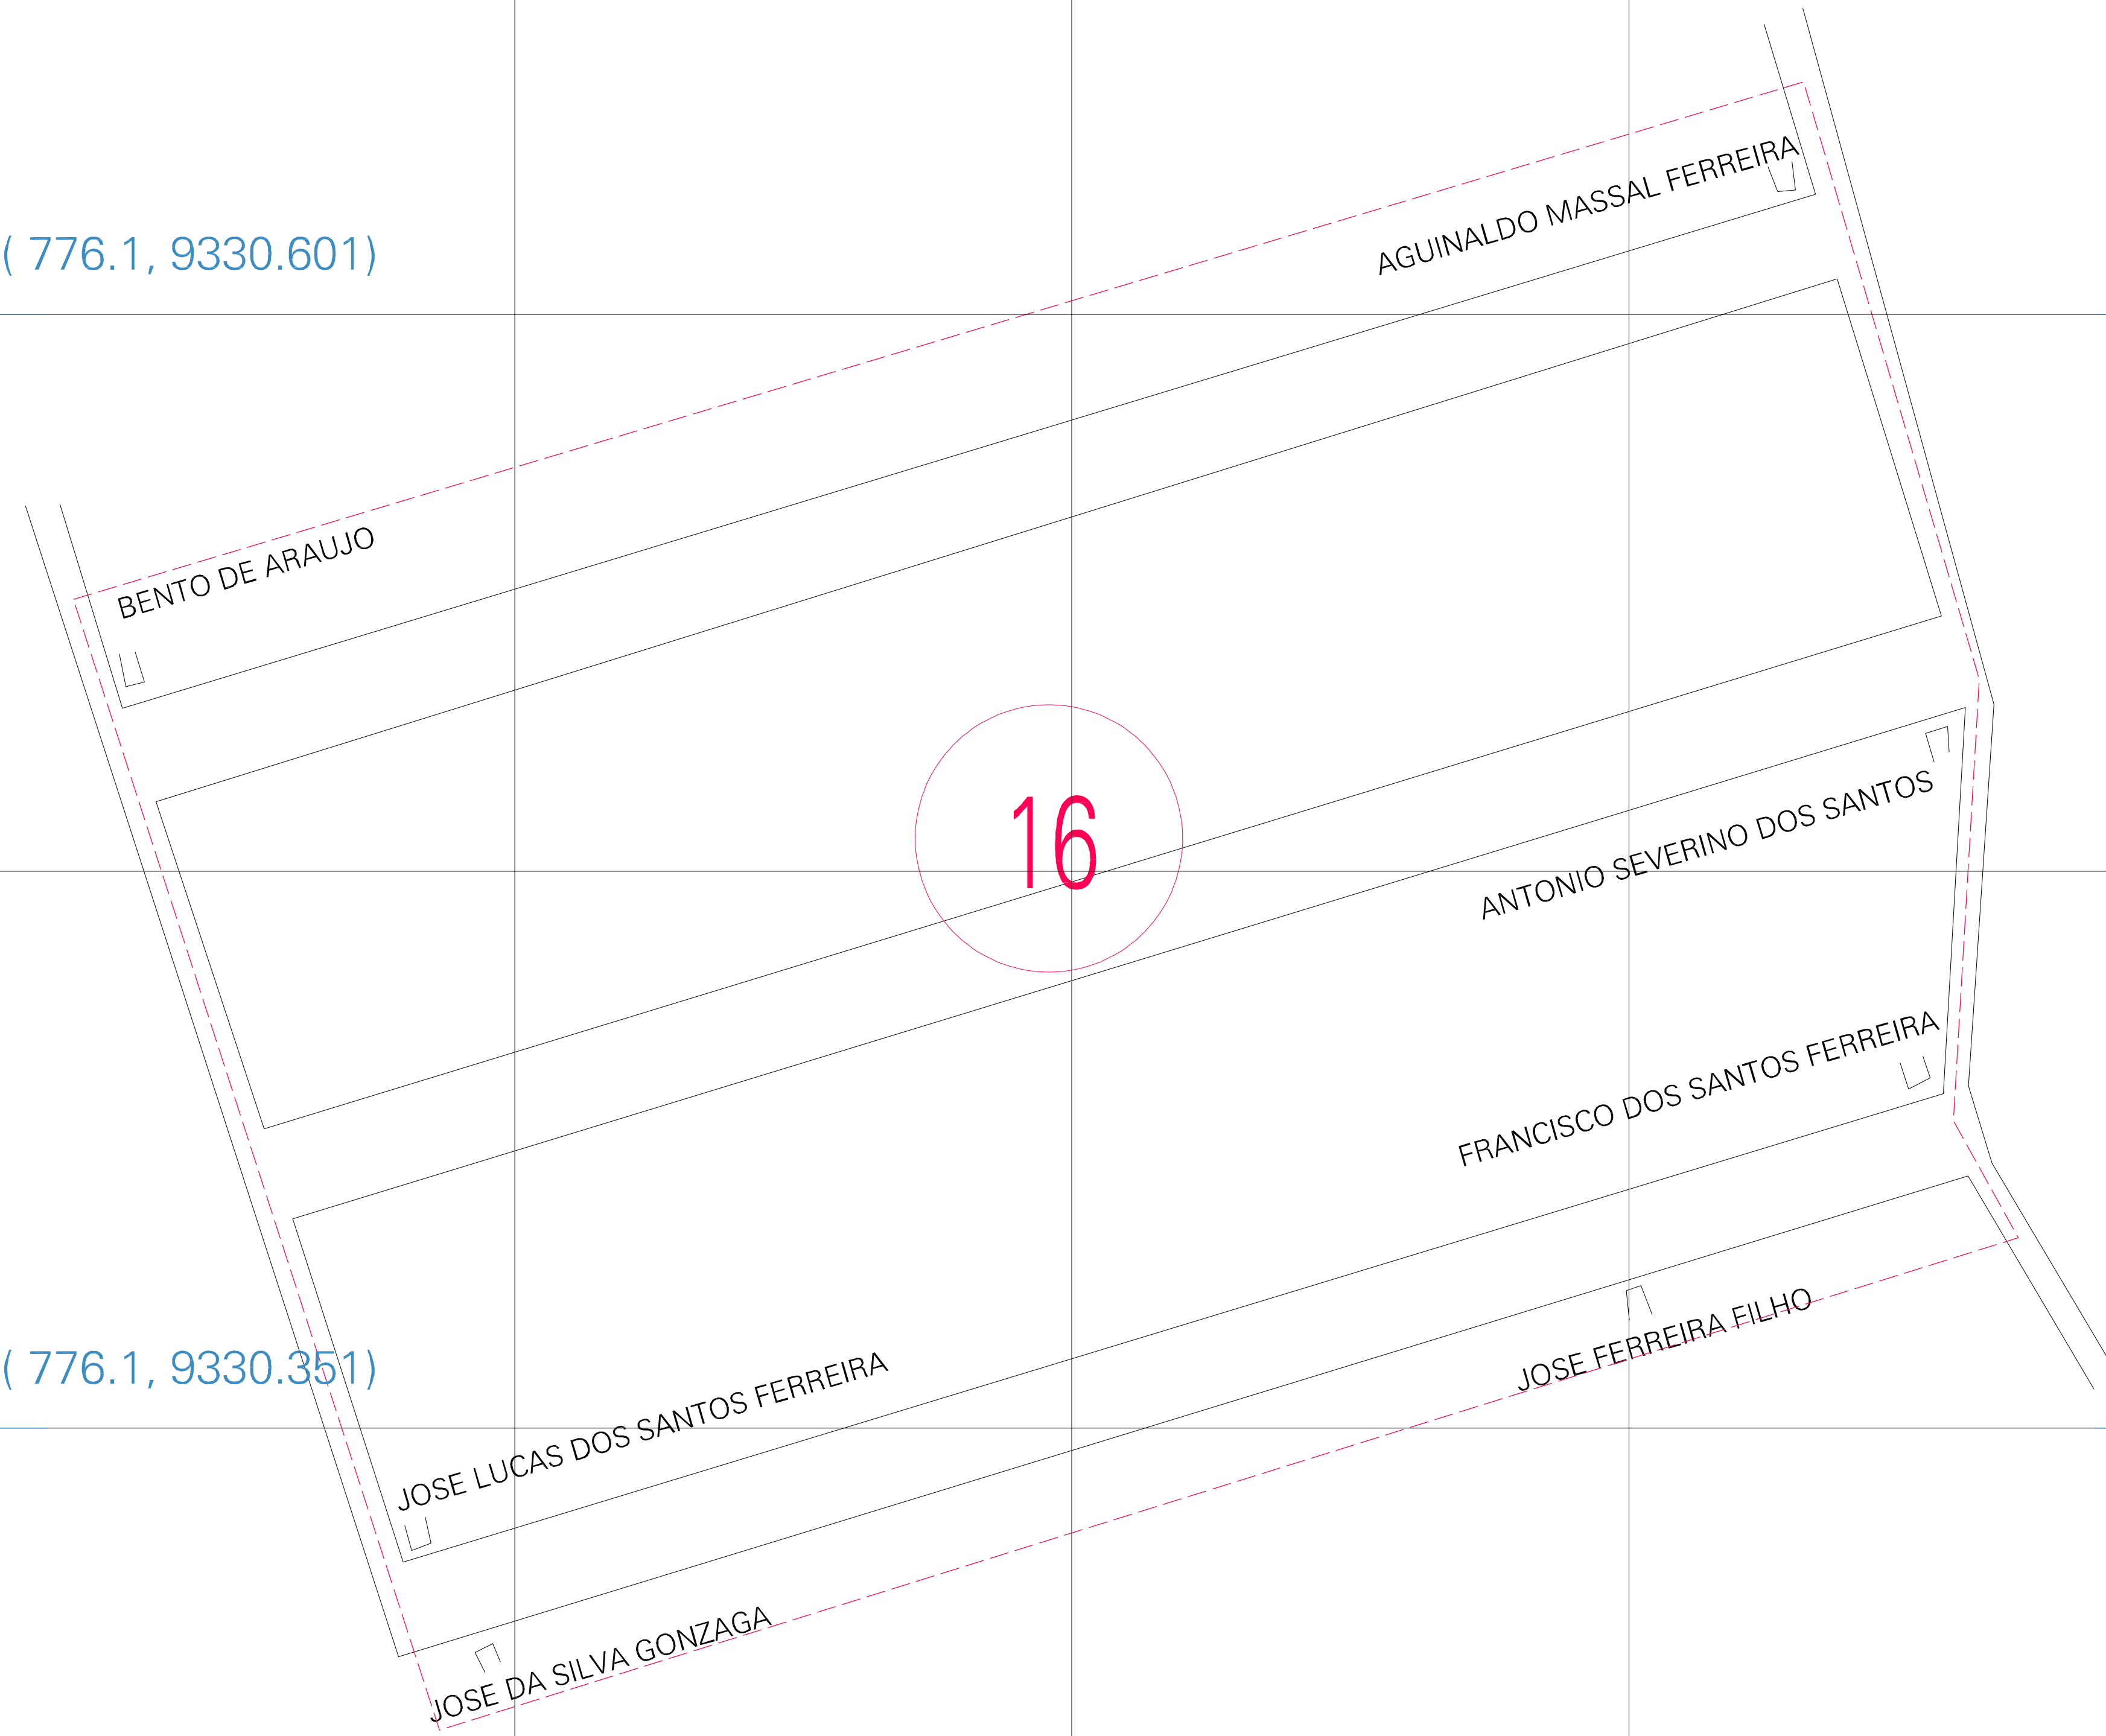 AGUINALDO MASSAL FERREIRA
( 776.1, 9330.601)
BENTO DE ARAUJO
16
ANTONIO SEVERINO DOS SANTOS
FRANCISCO DOS SANTOS FERREIRA
JOSE FERREIRA FILHO
( 776.1, 9330.351)
JOSE LUCAS DOS SANTOS FERREIRA
JOSE DA SILVA GONZAGA